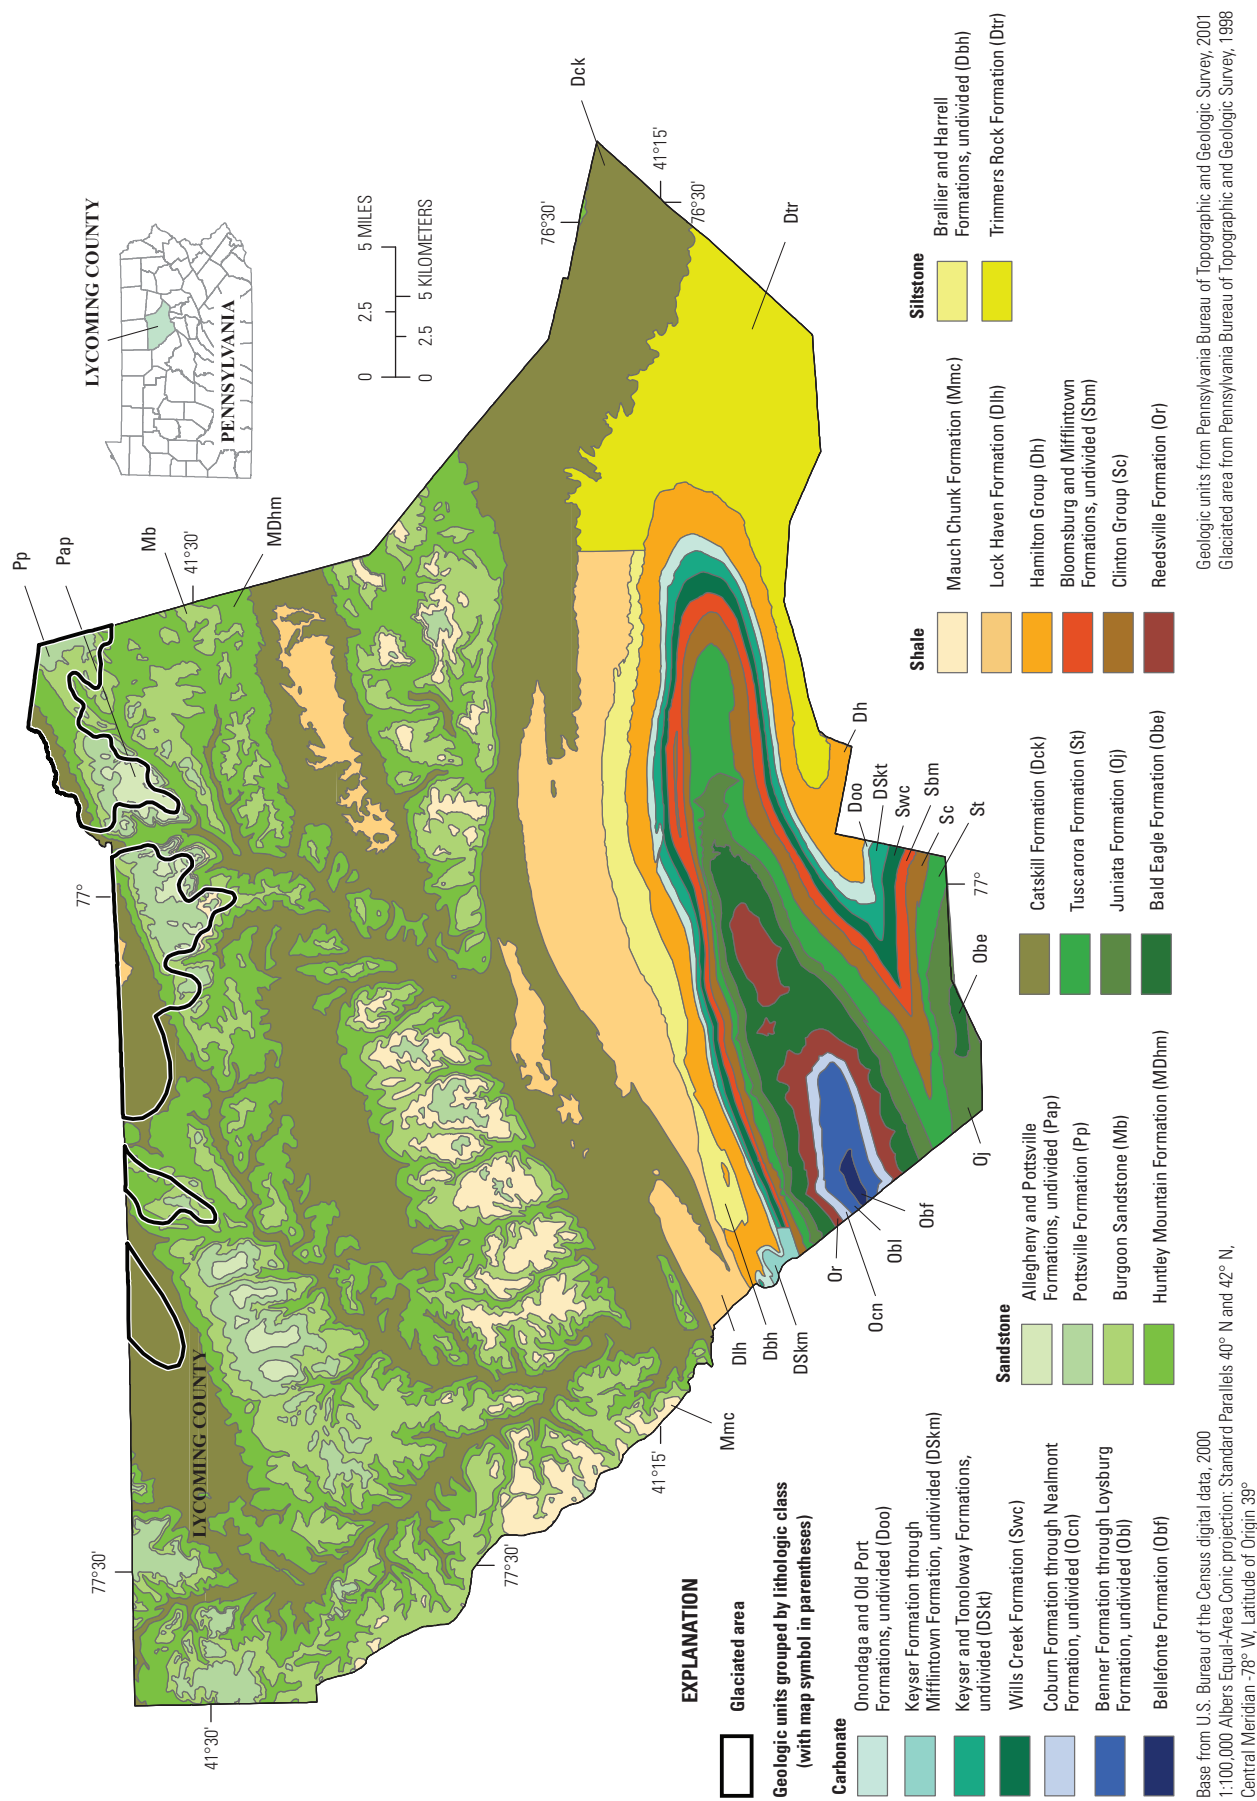 LYCOMING COUNTY
PENNSYLVANIA
0 2.5 5 MILES
0 2.5 5 KILOMETERS
77°30'
77°
Pp
Pap
Mb
41°30'
MDhm
41°30'
LYCOMING COUNTY
76°30'
Dck
41°15'
76°30'
Dtr
77°30'
41°15'
Mmc
Dlh
Dbh
DSkm
Or
Ocn
Obl
Obf
Oj
Obe
77°
St
Sc
Sbm
Swc
DSkt
Doo
Dh
EXPLANATION
Glaciated area
Geologic units grouped by lithologic class
(with map symbol in parentheses)
Carbonate
Onondaga and Old Port
Formations, undivided (Doo)
Keyser Formation through
Mifflintown Formation, undivided (DSkm)
Keyser and Tonoloway Formations,
undivided (DSkt)
Wills Creek Formation (Swc)
Coburn Formation through Nealmont
Formation, undivided (Ocn)
Benner Formation through Loysburg
Formation, undivided (Obl)
Bellefonte Formation (Obf)
Sandstone
Allegheny and Pottsville
Formations, undivided (Pap)
Pottsville Formation (Pp)
Burgoon Sandstone (Mb)
Huntley Mountain Formation (MDhm)
Catskill Formation (Dck)
Tuscarora Formation (St)
Juniata Formation (Oj)
Bald Eagle Formation (Obe)
Shale
Mauch Chunk Formation (Mmc)
Lock Haven Formation (Dlh)
Hamilton Group (Dh)
Bloomsburg and Mifflintown
Formations, undivided (Sbm)
Clinton Group (Sc)
Reedsville Formation (Or)
Siltstone
Brallier and Harrell
Formations, undivided (Dbh)
Trimmers Rock Formation (Dtr)
Base from U.S. Bureau of the Census digital data, 2000
1:100,000 Albers Equal-Area Conic projection: Standard Parallels 40° N and 42° N,
Central Meridian -78° W, Latitude of Origin 39°
Geologic units from Pennsylvania Bureau of Topographic and Geologic Survey, 2001
Glaciated area from Pennsylvania Bureau of Topographic and Geologic Survey, 1998